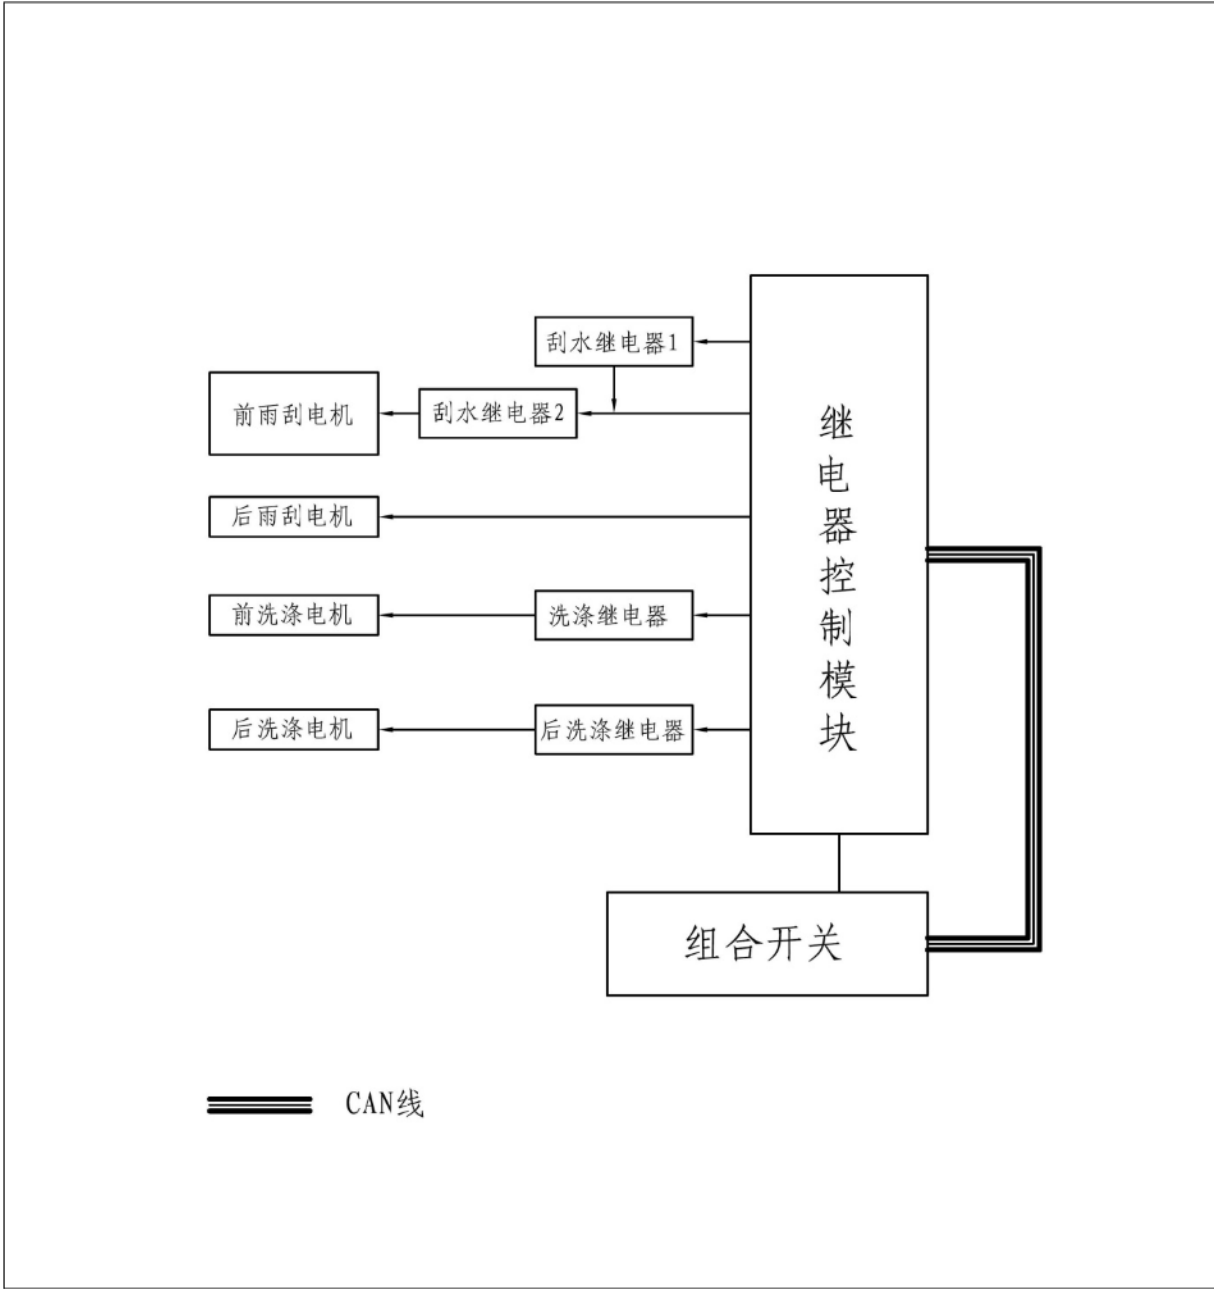 刮水继电器1
前雨刮电机
刮水继电器2
后雨刮电机
前洗涤电机
洗涤继电器
后洗涤电机
后洗涤继电器
继电器控制模块
组合开关
CAN线